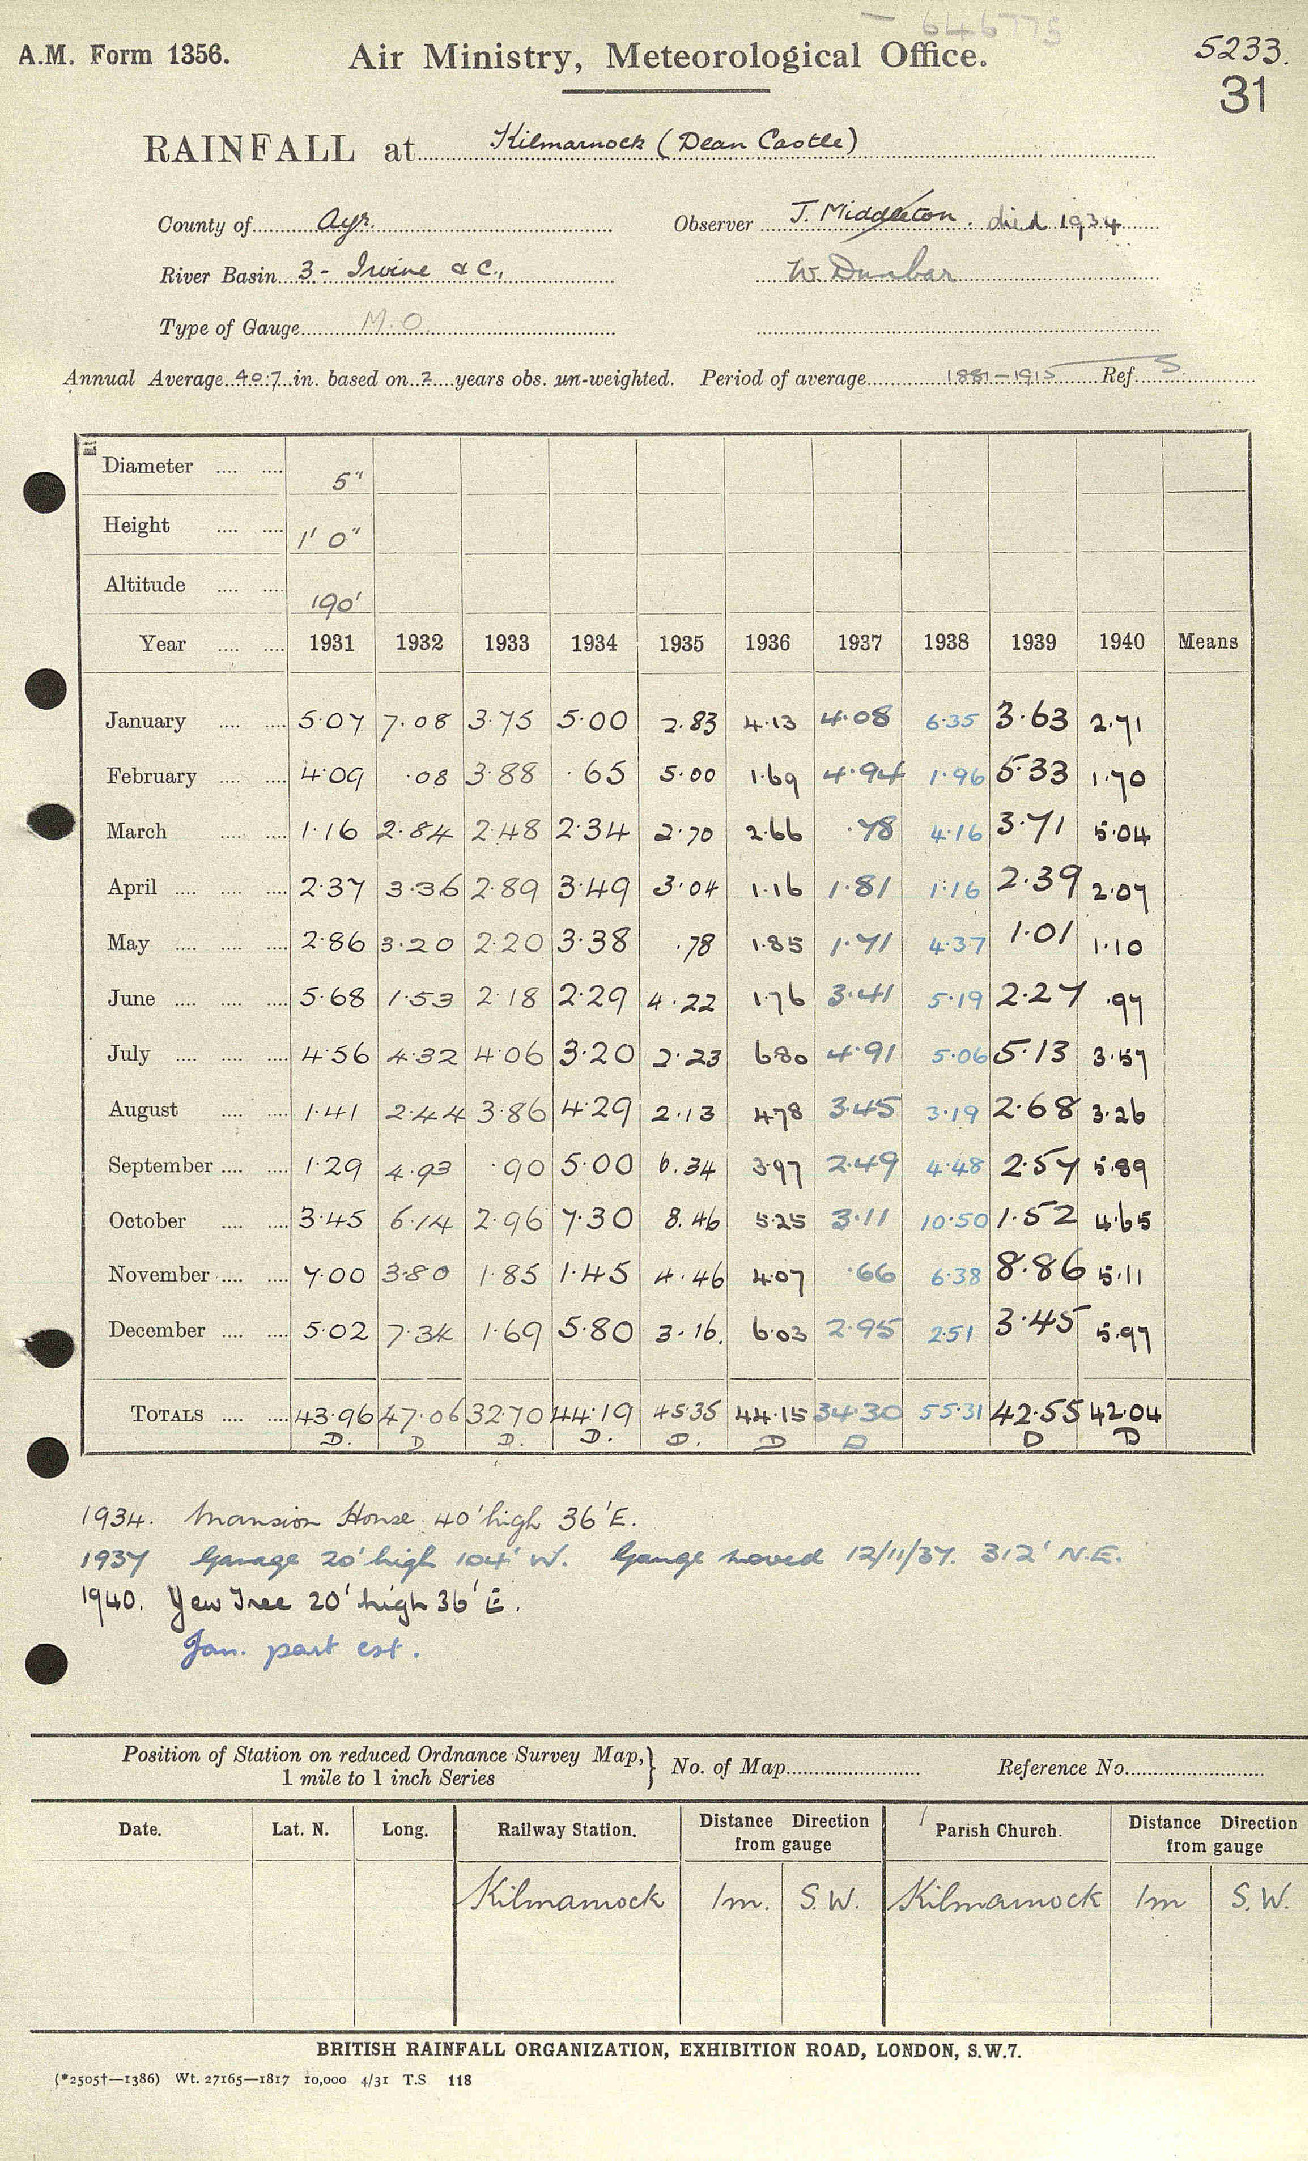 646775
A.M. Form 1356. Air Ministry, Meteorological Office. 5233.
31
RAINFALL at Kilmarnock (Dean Castle)
County of Ayr. Observer J. Middleton. died 1934
River Basin 3 - Irvine &c., W. Dunbar
Type of Gauge M.O.
Annual Average 40.7 in. based on 2 years obs. un-weighted. Period of average 1881-1915 Ref. S
Diameter .... .... 5"
Height .... .... 1' 0"
Altitude .... .... 190'
Year .... .... 1931 1932 1933 1934 1935 1936 1937 1938 1939 1940 Means
January .... .... 5.07 7.08 3.75 5.00 2.83 4.13 4.08 6.35 3.63 2.71
February .... .... 4.09 .08 3.88 .65 5.00 1.69 4.94 1.96 5.33 1.70
March .... .... 1.16 2.84 2.48 2.34 2.70 2.66 .78 4.16 3.71 5.04
April .... .... .... 2.37 3.36 2.89 3.49 3.04 1.16 1.81 1.16 2.39 2.07
May .... .... .... 2.86 3.20 2.20 3.38 .78 1.85 1.71 4.37 1.01 1.10
June .... .... .... 5.68 1.53 2.18 2.29 4.22 1.76 3.41 5.19 2.27 .97
July .... .... .... 4.56 4.32 4.06 3.20 2.23 6.80 4.91 5.06 5.13 3.57
August .... .... 1.41 2.44 3.86 4.29 2.13 4.78 3.45 3.19 2.68 3.26
September .... .... 1.29 4.93 .90 5.00 6.34 3.97 2.49 4.48 2.57 5.89
October .... .... 3.45 6.14 2.96 7.30 8.46 5.25 3.11 10.50 1.52 4.65
November .... .... 7.00 3.80 1.85 1.45 4.46 4.07 .66 6.38 8.86 5.11
December .... .... 5.02 7.34 1.69 5.80 3.16. 6.03 2.95 2.51 3.45 5.97
TOTALS .... .... 43.96 47.06 32.70 44.19 45.35 44.15 34.30 55.31 42.55 42.04
D. D D. D. D. D D D D
1934. Mansion House 40' high 36' E.
1937 Garage 20' high 104' W. Gauge moved 12/11/37. 312' N.E.
1940. Yew Tree 20' high 36' E.
Jan. part est.
Position of Station on reduced Ordnance Survey Map, } No. of Map Reference No.
1 mile to 1 inch Series
Date. Lat. N. Long. Railway Station. Distance Direction from gauge Parish Church. Distance Direction from gauge
Kilmarnock 1m. S.W. Kilmarnock 1m S.W.
BRITISH RAINFALL ORGANIZATION, EXHIBITION ROAD, LONDON, S.W.7.
(*2505†—1386) Wt. 27165—1817 10,000 4/31 T.S 118